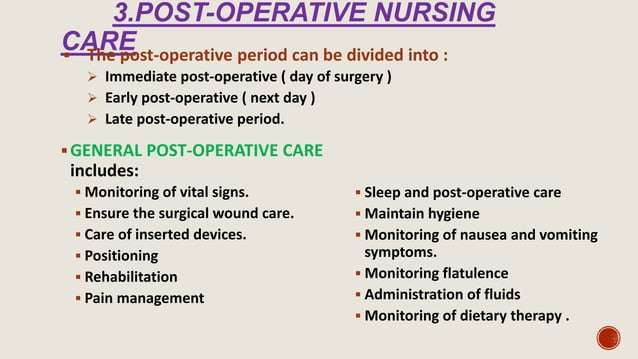 3.POST-OPERATIVE NURSING
CARE
The post-operative period can be divided into :
Immediate post-operative ( day of surgery )
Early post-operative ( next day )
Late post-operative period.
GENERAL POST-OPERATIVE CARE
includes:
Monitoring of vital signs.
Ensure the surgical wound care.
Care of inserted devices.
Positioning
Rehabilitation
Pain management
Sleep and post-operative care
Maintain hygiene
Monitoring of nausea and vomiting
symptoms.
Monitoring flatulence
Administration of fluids
Monitoring of dietary therapy .